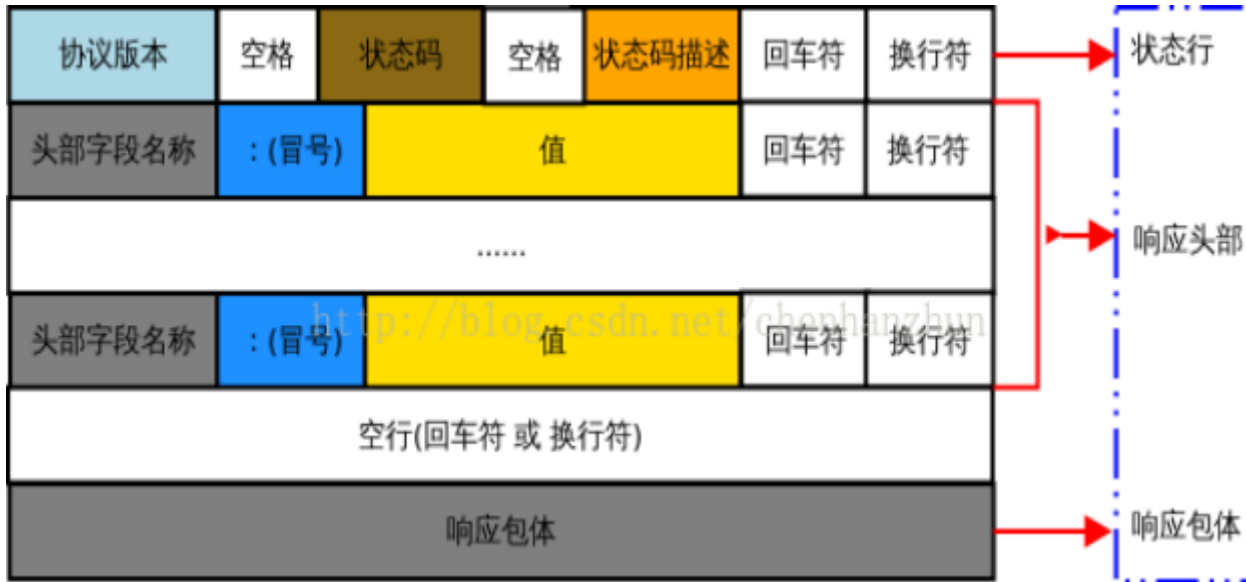 协议版本 空格 状态码 空格 状态码描述 回车符 换行符 状态行
头部字段名称 :(冒号) 值 回车符 换行符
响应头部
......
http://blog.csdn.net/chephanzhun
头部字段名称 :(冒号) 值 回车符 换行符
空行(回车符 或 换行符)
响应包体 响应包体